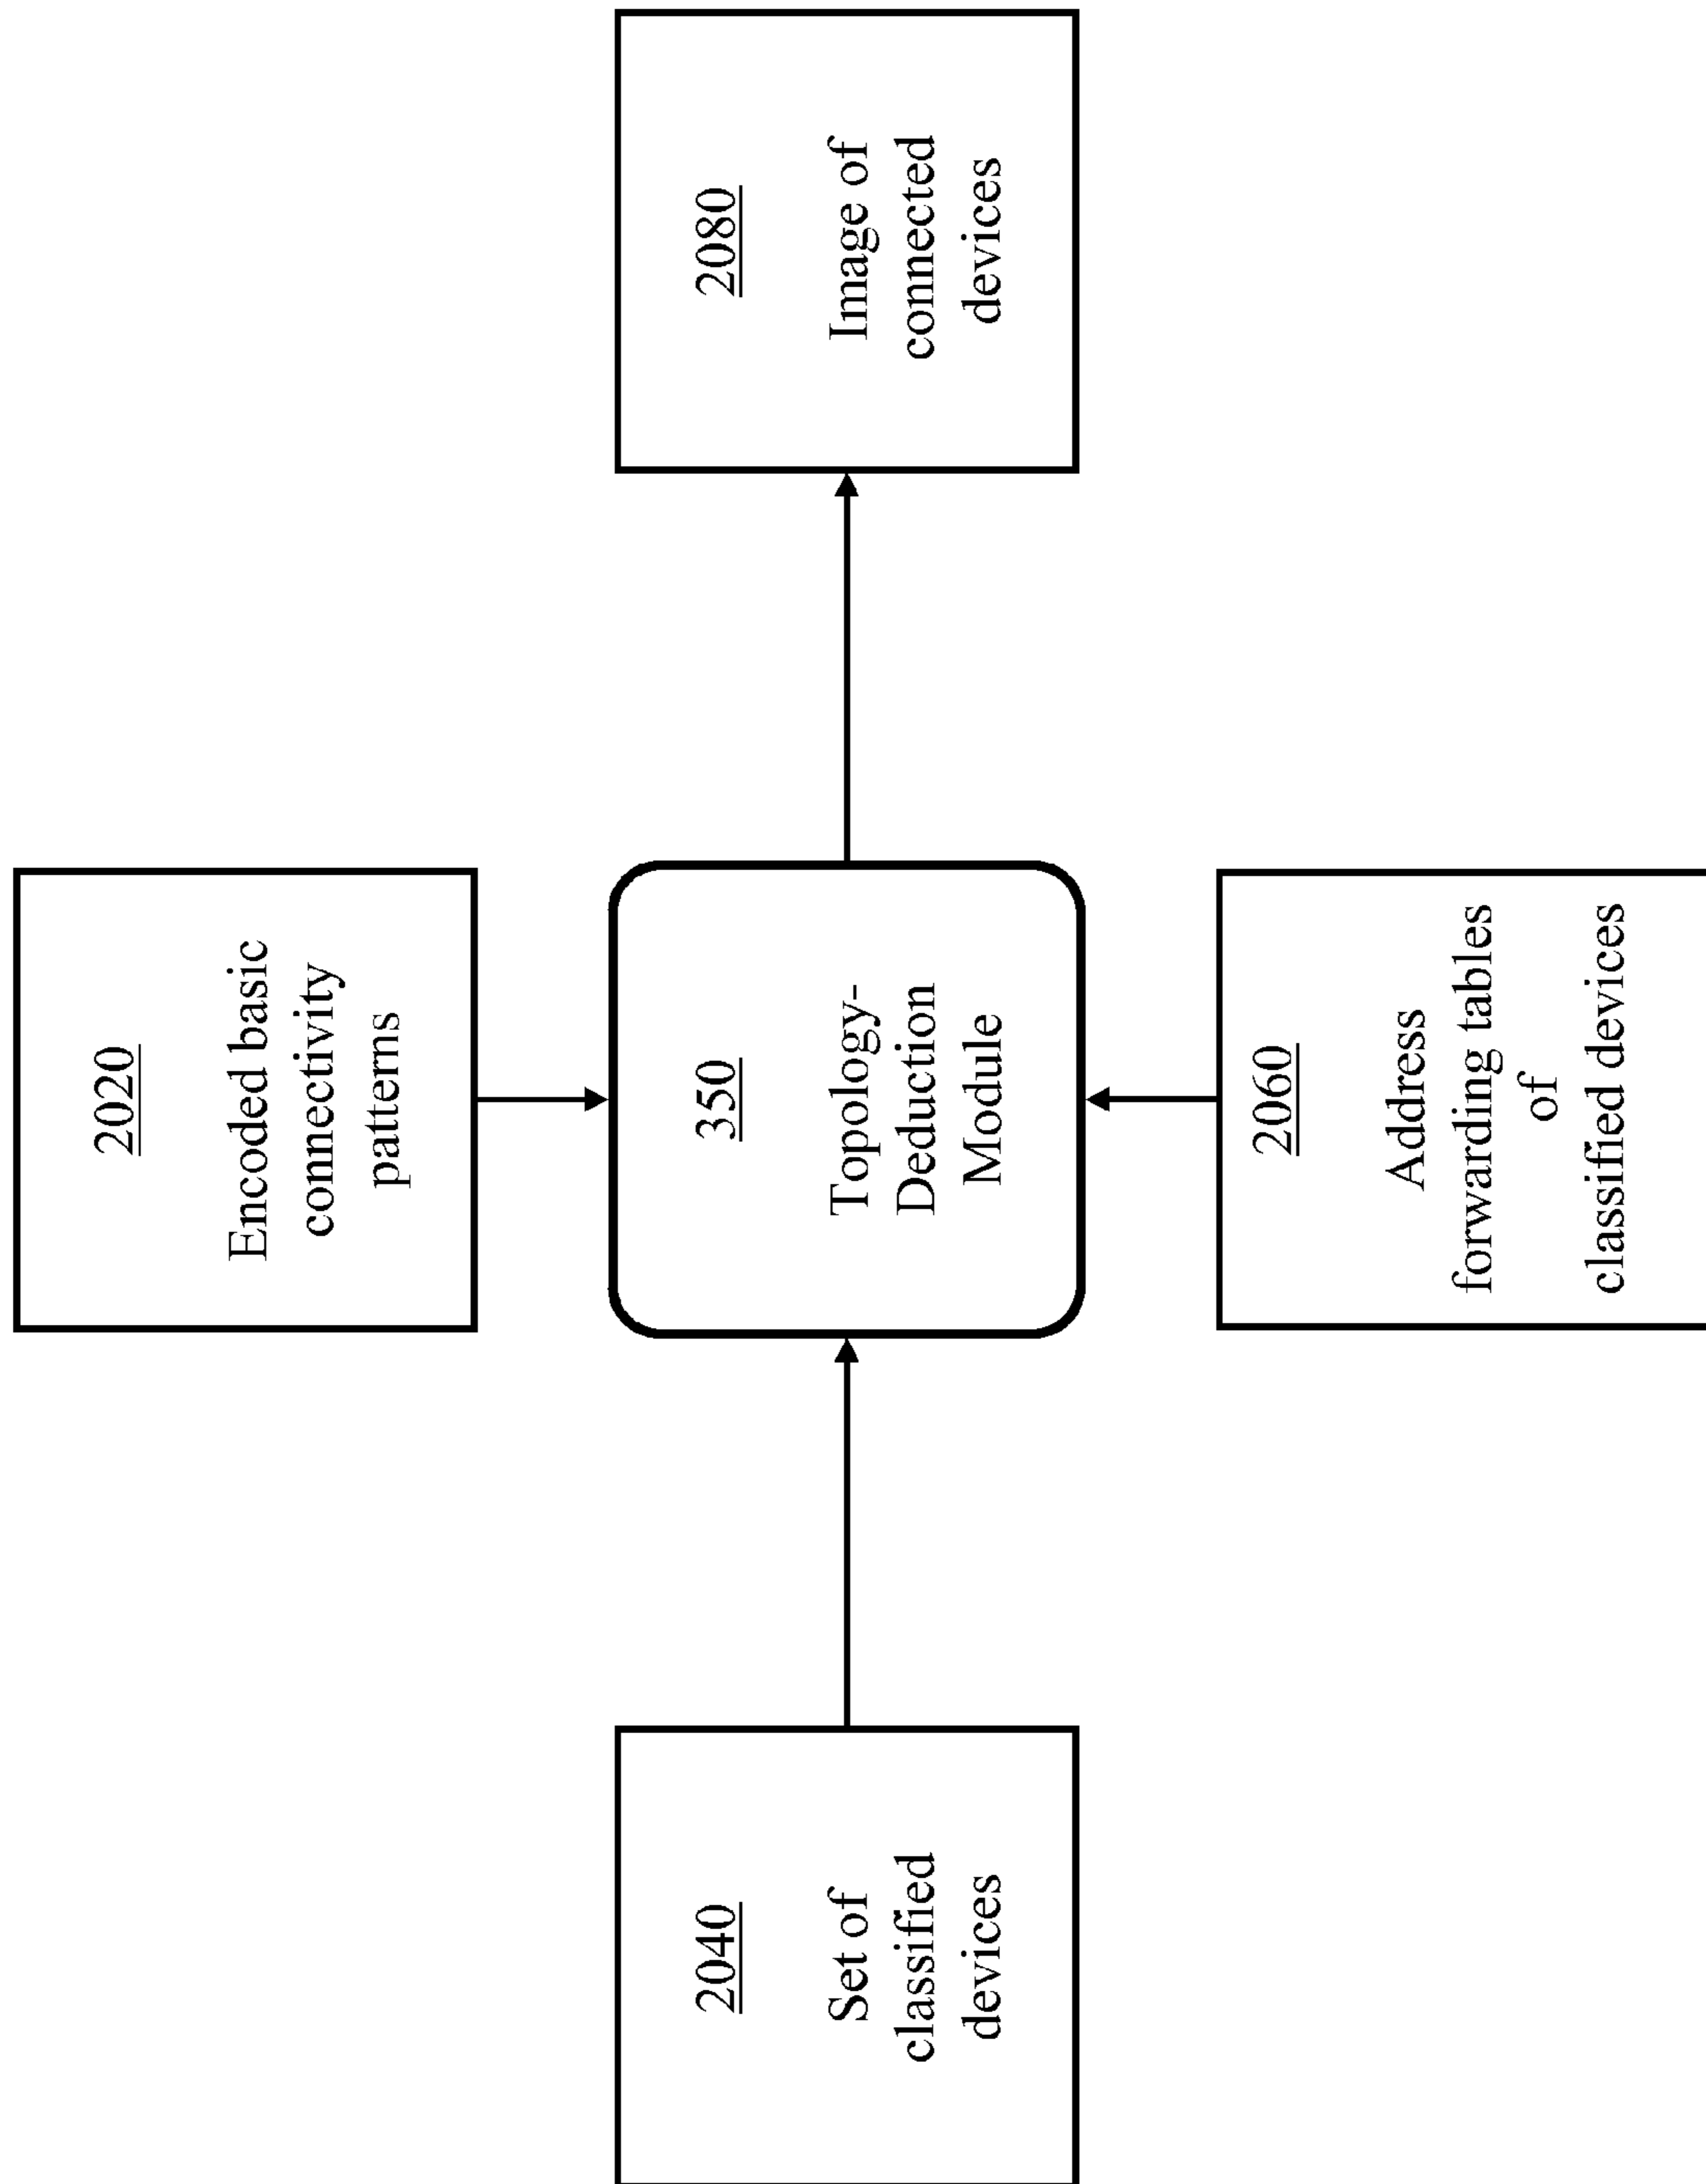 2020
Encoded basic
connectivity
patterns
2040
Set of
classified
devices
350
Topology-
Deduction
Module
2080
Image of
connected
devices
2060
Address
forwarding tables
of
classified devices